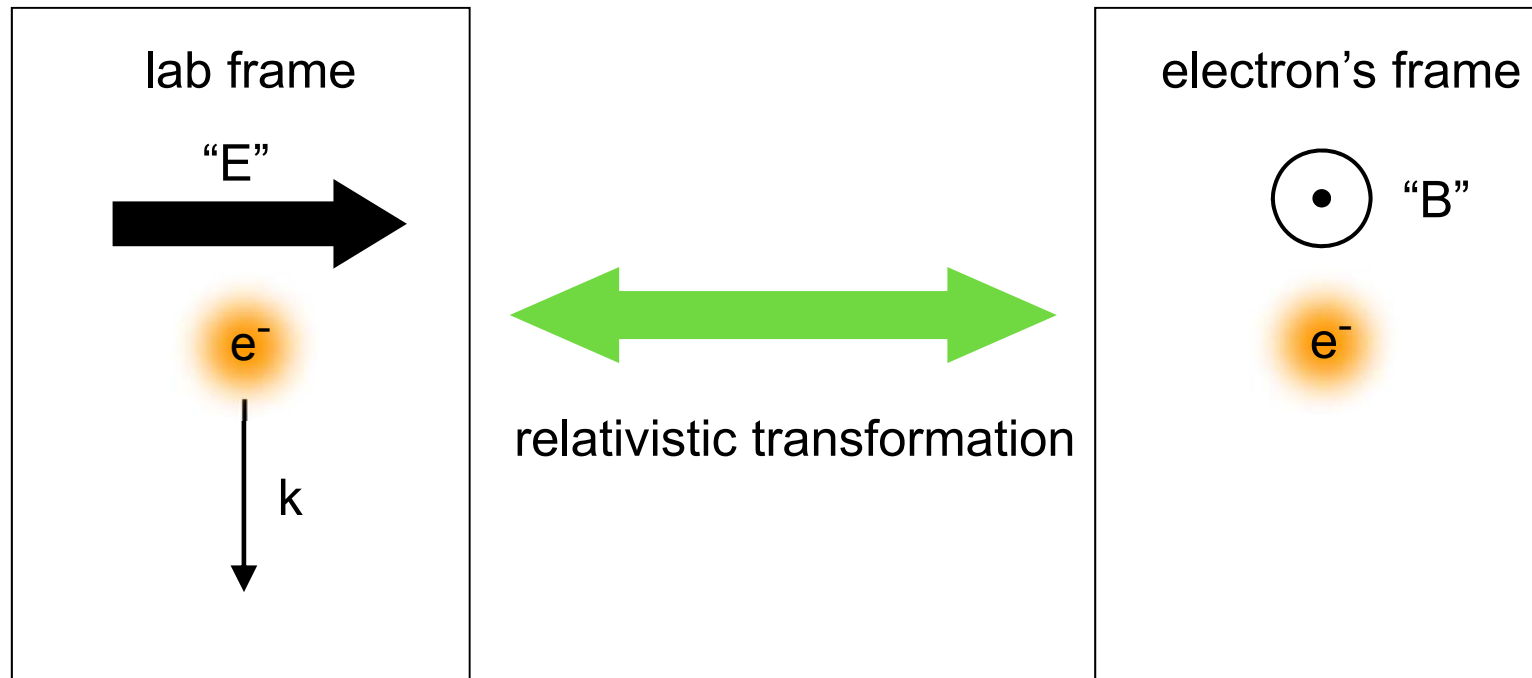 lab frame
“E”
e⁻
k
relativistic transformation
electron’s frame
“B”
e⁻